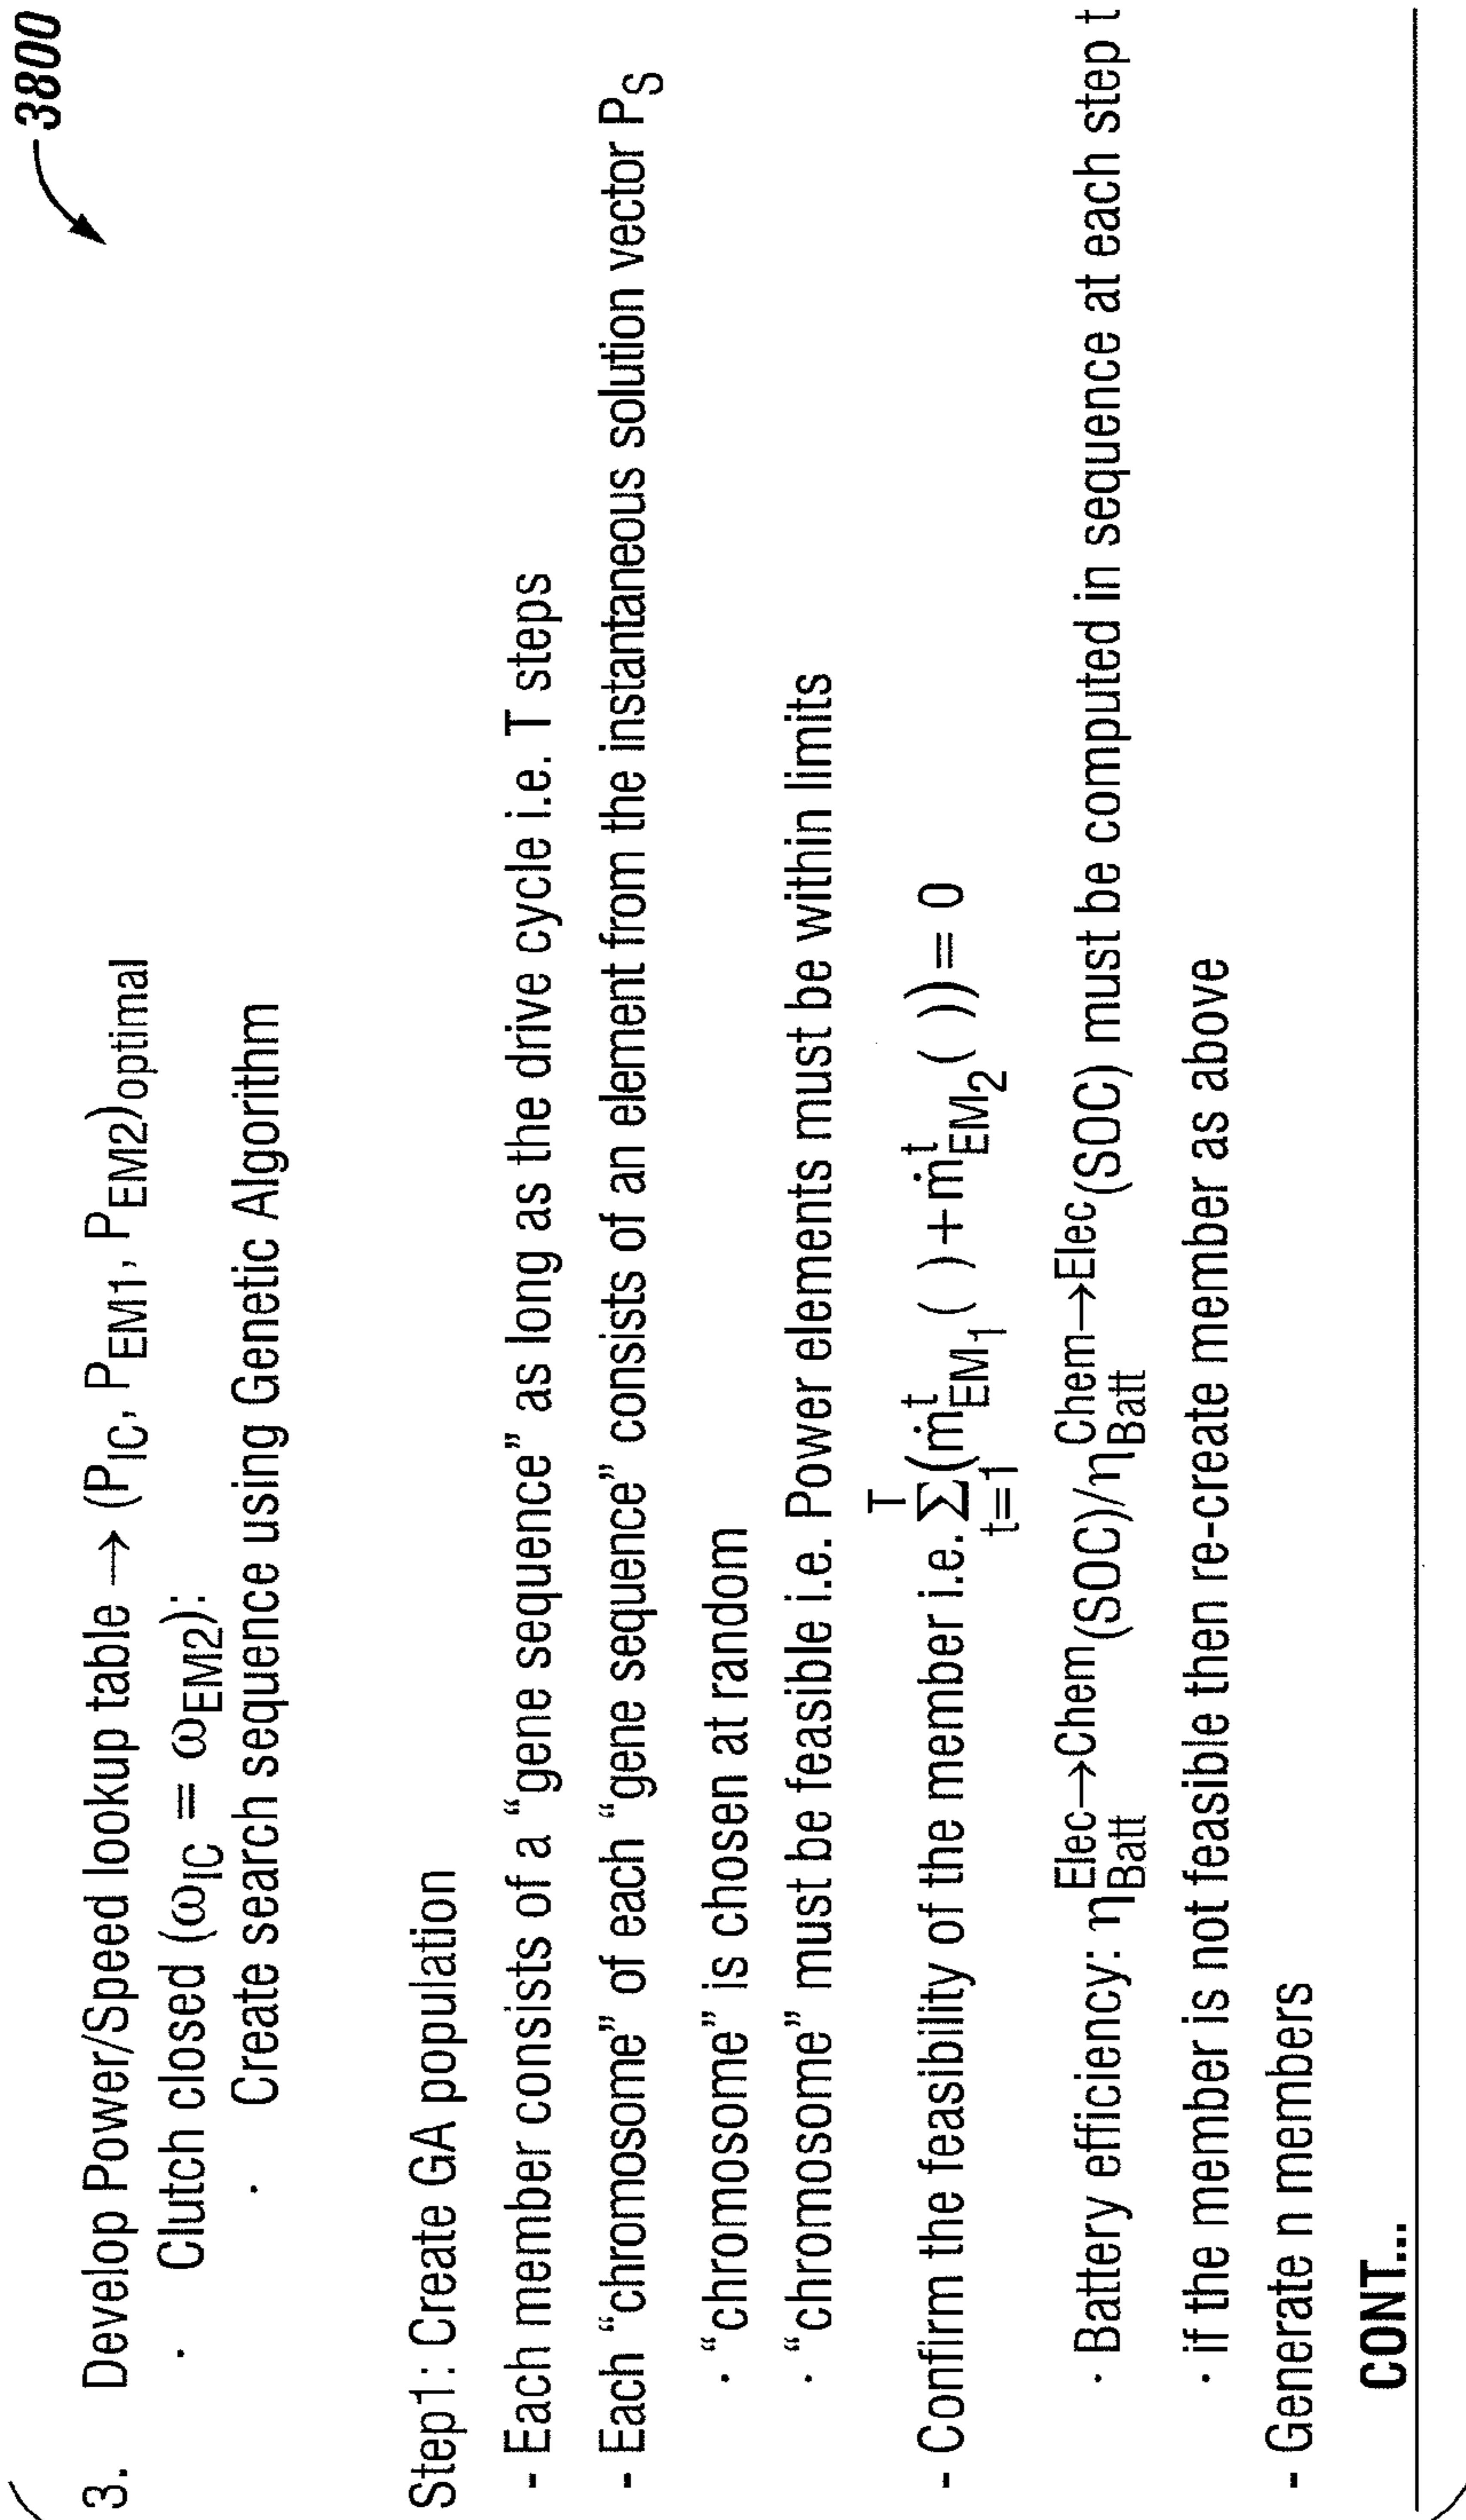 3800
3. Develop Power/Speed lookup table → (P_IC, P_EM1, P_EM2)_optimal
· Clutch closed (ω_IC = ω_EM2):
· Create search sequence using Genetic Algorithm
Step1: Create GA population
- Each member consists of a “gene sequence” as long as the drive cycle i.e. T steps
- Each “chromosome” of each “gene sequence” consists of an element from the instantaneous solution vector P_S
· “chromosome” is chosen at random
· “chromosome” must be feasible i.e. Power elements must be within limits
- Confirm the feasibility of the member i.e. ∑_{t=1}^{T} (ṁ^t_{EM_1} ( ) + ṁ^t_{EM_2} ( )) = 0
· Battery efficiency: η_Batt^{Elec→Chem} (SOC)/η_Batt^{Chem→Elec} (SOC) must be computed in sequence at each step t
· if the member is not feasible then re-create member as above
- Generate n members
CONT...